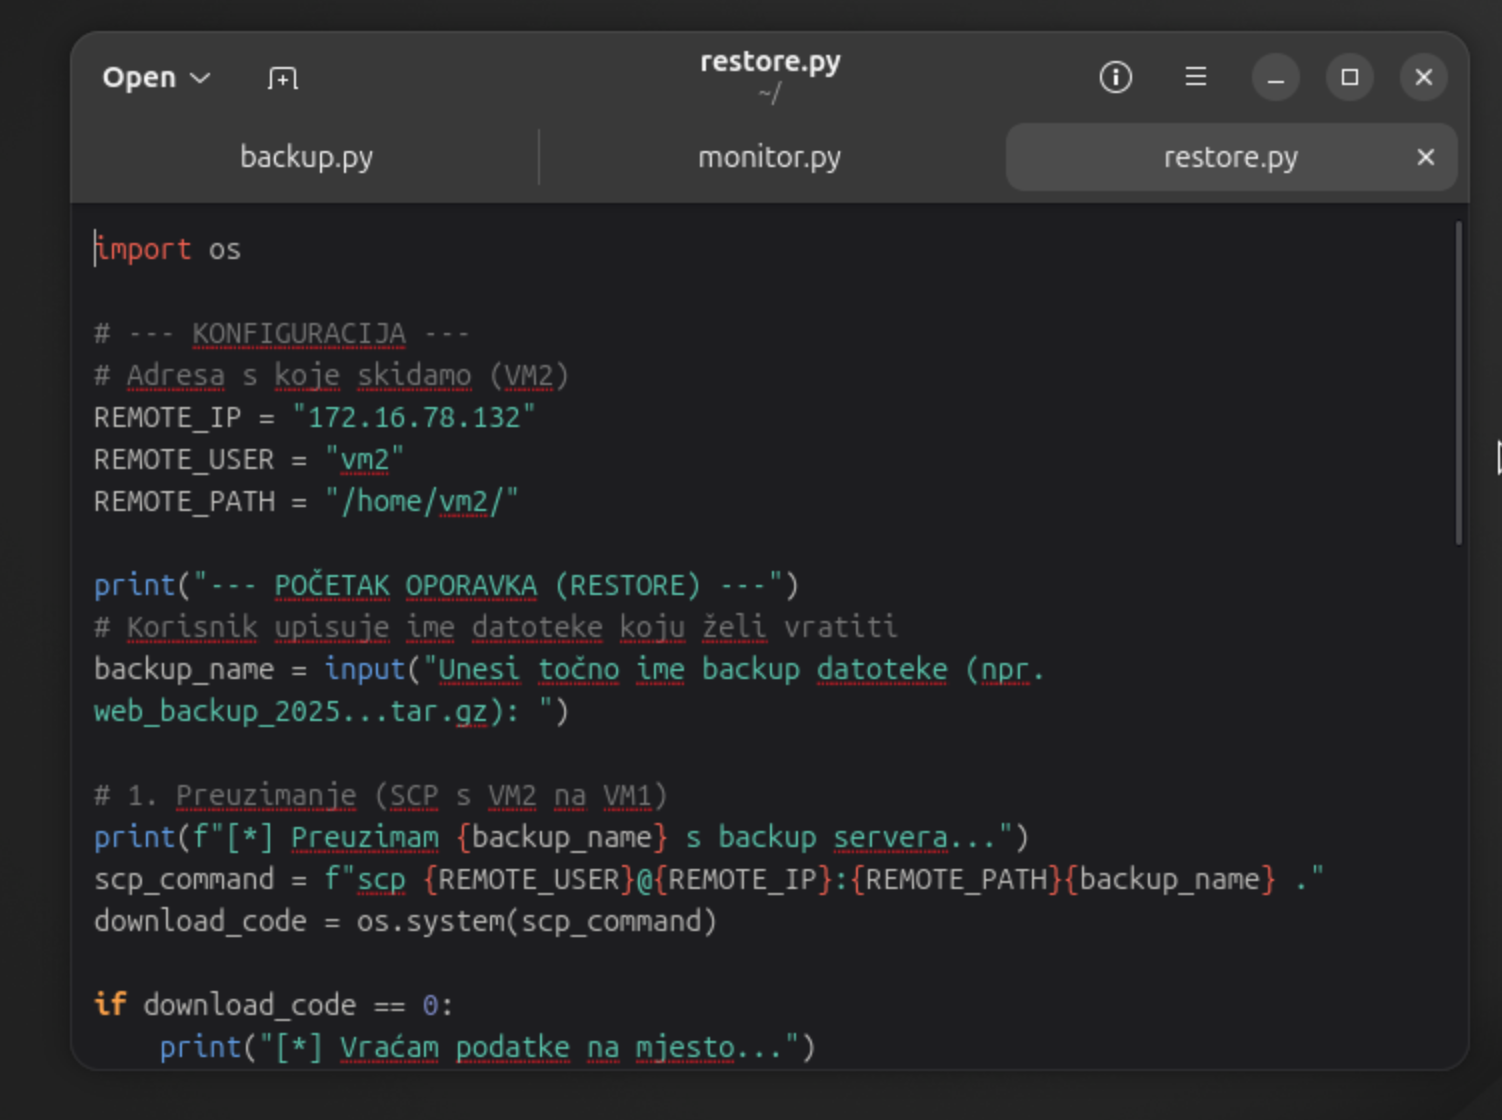 Open
restore.py
~/
backup.py
monitor.py
restore.py
import os
# --- KONFIGURACIJA ---
# Adresa s koje skidamo (VM2)
REMOTE_IP = "172.16.78.132"
REMOTE_USER = "vm2"
REMOTE_PATH = "/home/vm2/"
print("--- POČETAK OPORAVKA (RESTORE) ---")
# Korisnik upisuje ime datoteke koju želi vratiti
backup_name = input("Unesi točno ime backup datoteke (npr.
web_backup_2025...tar.gz): ")
# 1. Preuzimanje (SCP s VM2 na VM1)
print(f"[*] Preuzimam {backup_name} s backup servera...")
scp_command = f"scp {REMOTE_USER}@{REMOTE_IP}:{REMOTE_PATH}{backup_name} ."
download_code = os.system(scp_command)
if download_code == 0:
    print("[*] Vraćam podatke na mjesto...")